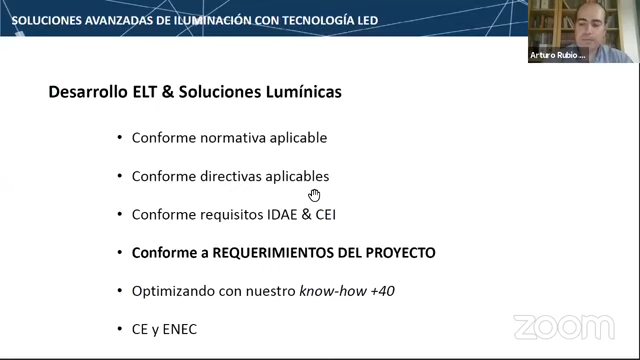 SOLUCIONES AVANZADAS DE ILUMINACIÓN CON TECNOLOGÍA LED
Arturo Rubio ...
Desarrollo ELT & Soluciones Lumínicas
• Conforme normativa aplicable
• Conforme directivas aplicables
• Conforme requisitos IDAE & CEI
• Conforme a REQUERIMIENTOS DEL PROYECTO
• Optimizando con nuestro know-how +40
• CE y ENEC
zoom